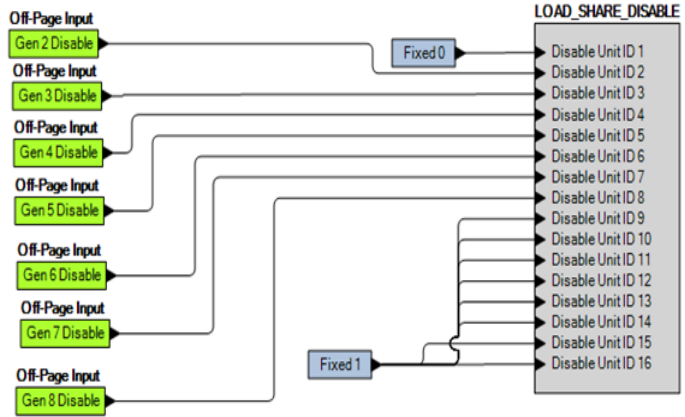 Off-Page Input
Gen 2 Disable
Off-Page Input
Gen 3 Disable
Off-Page Input
Gen 4 Disable
Off-Page Input
Gen 5 Disable
Off-Page Input
Gen 6 Disable
Off-Page Input
Gen 7 Disable
Off-Page Input
Gen 8 Disable
Fixed 0
Fixed 1
LOAD_SHARE_DISABLE
Disable Unit ID 1
Disable Unit ID 2
Disable Unit ID 3
Disable Unit ID 4
Disable Unit ID 5
Disable Unit ID 6
Disable Unit ID 7
Disable Unit ID 8
Disable Unit ID 9
Disable Unit ID 10
Disable Unit ID 11
Disable Unit ID 12
Disable Unit ID 13
Disable Unit ID 14
Disable Unit ID 15
Disable Unit ID 16